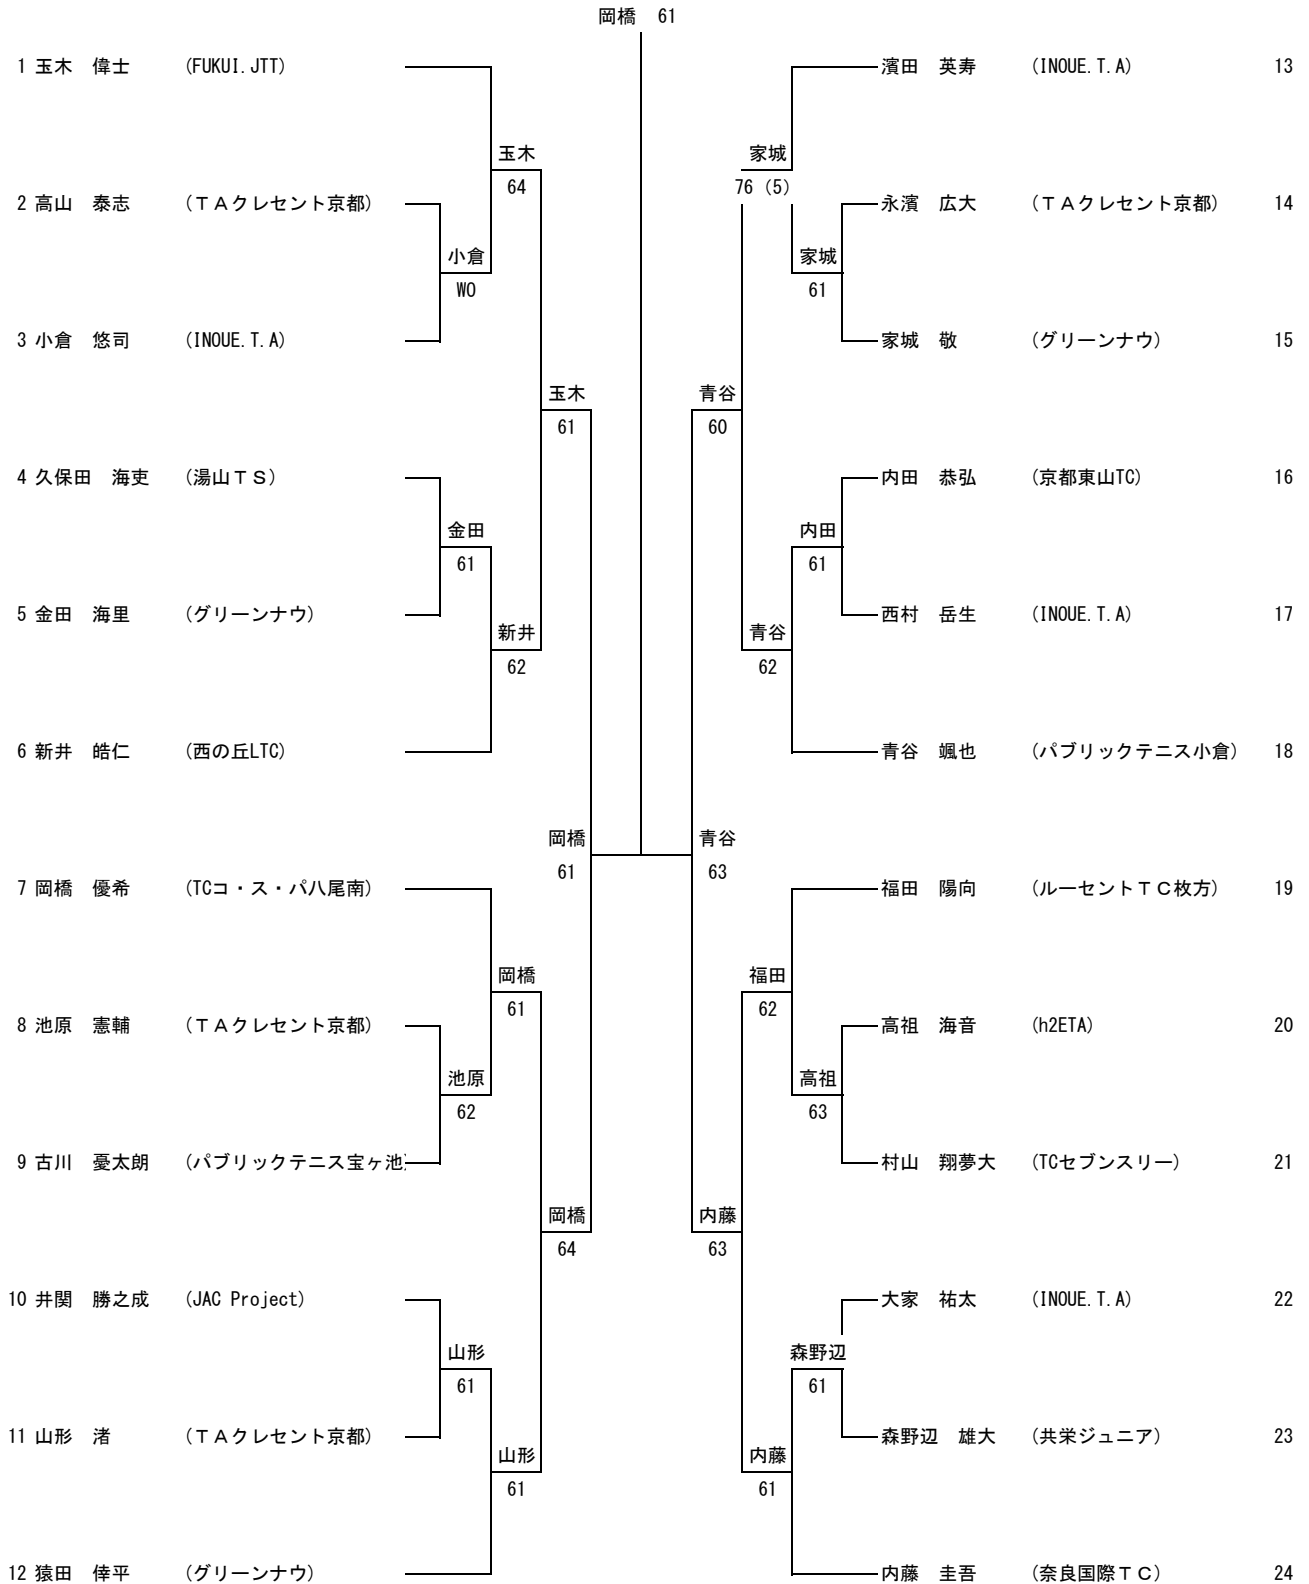 岡橋 61
1 玉木 偉士 (FUKUI.JTT) 濱田 英寿 (INOUE.T.A) 13
玉木 家城
64 76 (5)
2 高山 泰志 (ＴＡクレセント京都) 永濱 広大 (ＴＡクレセント京都) 14
小倉 家城
WO 61
3 小倉 悠司 (INOUE.T.A) 家城 敬 (グリーンナウ) 15
玉木 青谷
61 60
4 久保田 海吏 (湯山ＴＳ) 内田 恭弘 (京都東山TC) 16
金田 内田
61 61
5 金田 海里 (グリーンナウ) 西村 岳生 (INOUE.T.A) 17
新井 青谷
62 62
6 新井 皓仁 (西の丘LTC) 青谷 颯也 (パブリックテニス小倉) 18
岡橋 青谷
61 63
7 岡橋 優希 (TCコ・ス・パ八尾南) 福田 陽向 (ルーセントＴＣ枚方) 19
岡橋 福田
61 62
8 池原 憲輔 (ＴＡクレセント京都) 高祖 海音 (h2ETA) 20
池原 高祖
62 63
9 古川 憂太朗 (パブリックテニス宝ヶ池) 村山 翔夢大 (TCセブンスリー) 21
岡橋 内藤
64 63
10 井関 勝之成 (JAC Project) 大家 祐太 (INOUE.T.A) 22
山形 森野辺
61 61
11 山形 渚 (ＴＡクレセント京都) 森野辺 雄大 (共栄ジュニア) 23
山形 内藤
61 61
12 猿田 倖平 (グリーンナウ) 内藤 圭吾 (奈良国際ＴＣ) 24